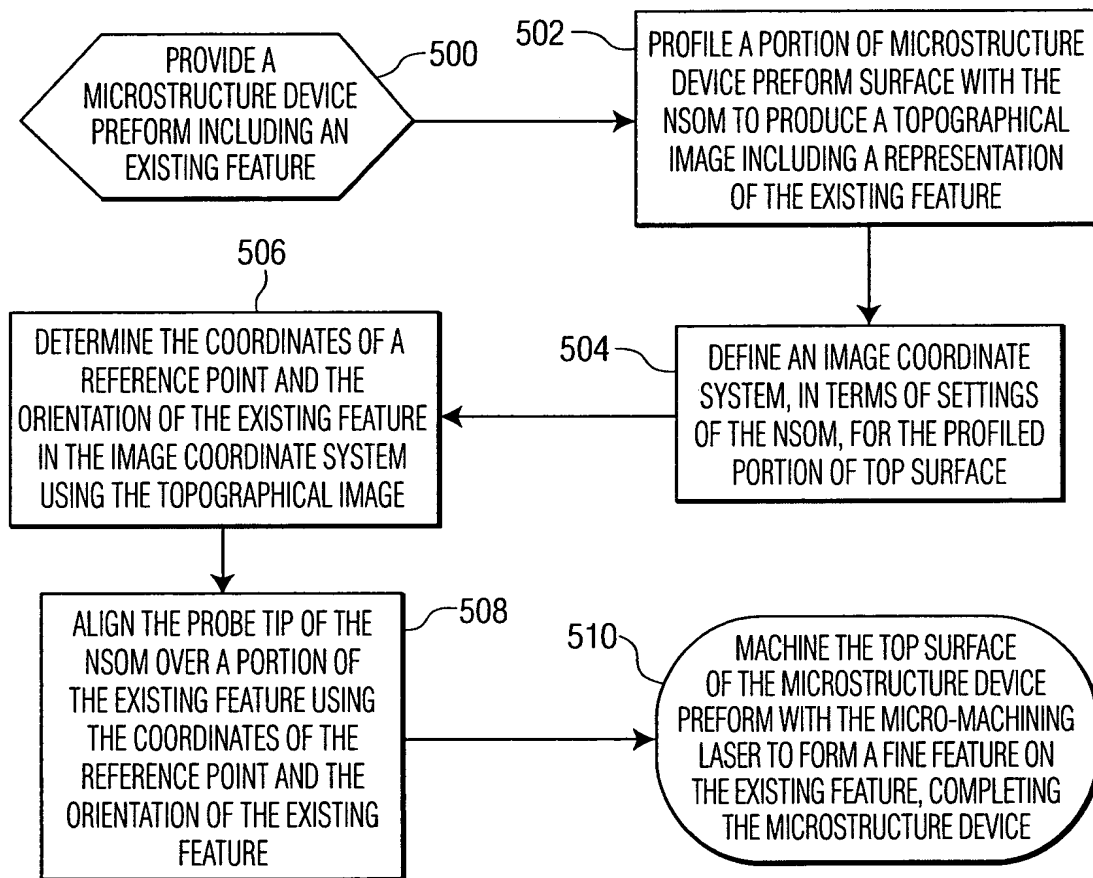 500
PROVIDE A
MICROSTRUCTURE DEVICE
PREFORM INCLUDING AN
EXISTING FEATURE
502
PROFILE A PORTION OF MICROSTRUCTURE
DEVICE PREFORM SURFACE WITH THE
NSOM TO PRODUCE A TOPOGRAPHICAL
IMAGE INCLUDING A REPRESENTATION
OF THE EXISTING FEATURE
504
DEFINE AN IMAGE COORDINATE
SYSTEM, IN TERMS OF SETTINGS
OF THE NSOM, FOR THE PROFILED
PORTION OF TOP SURFACE
506
DETERMINE THE COORDINATES OF A
REFERENCE POINT AND THE
ORIENTATION OF THE EXISTING FEATURE
IN THE IMAGE COORDINATE SYSTEM
USING THE TOPOGRAPHICAL IMAGE
508
ALIGN THE PROBE TIP OF THE
NSOM OVER A PORTION OF
THE EXISTING FEATURE USING
THE COORDINATES OF THE
REFERENCE POINT AND THE
ORIENTATION OF THE EXISTING
FEATURE
510
MACHINE THE TOP SURFACE
OF THE MICROSTRUCTURE DEVICE
PREFORM WITH THE MICRO-MACHINING
LASER TO FORM A FINE FEATURE ON
THE EXISTING FEATURE, COMPLETING
THE MICROSTRUCTURE DEVICE